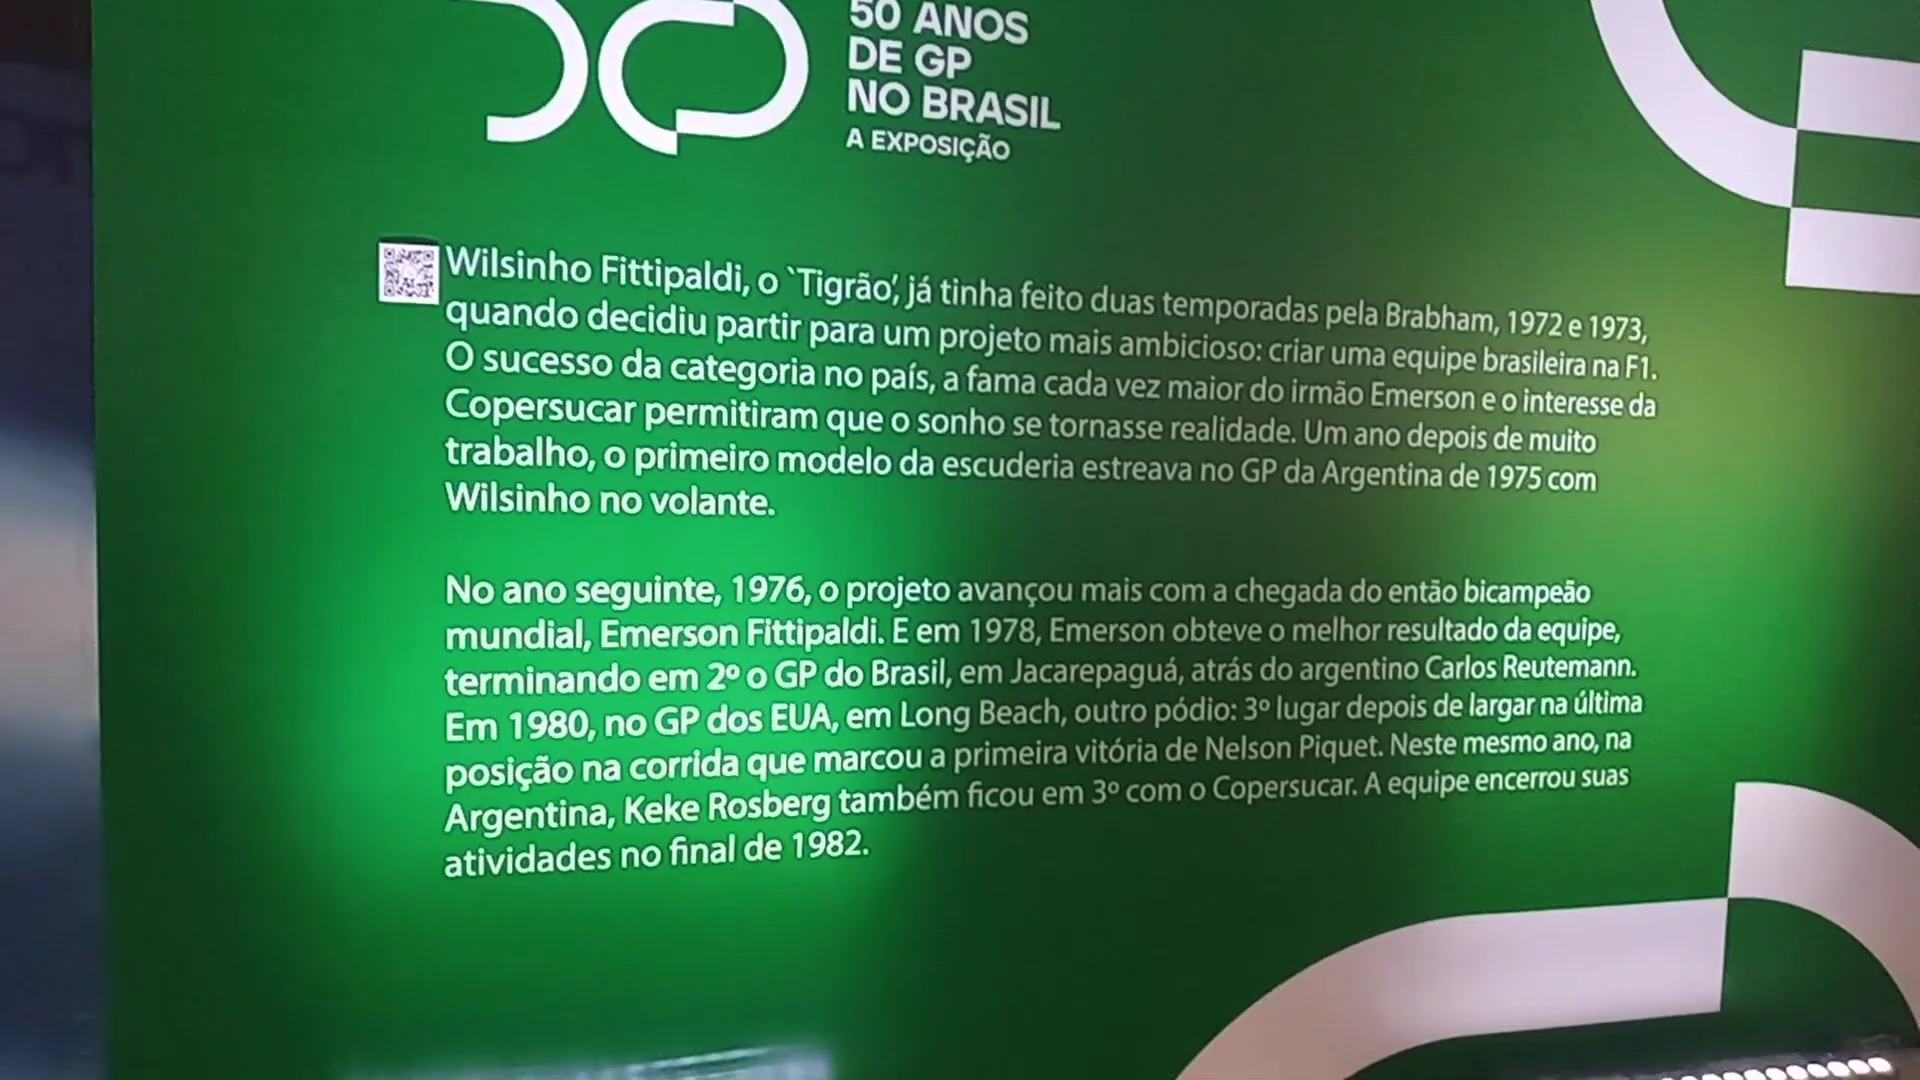 50 ANOS
DE GP
NO BRASIL
A EXPOSIÇÃO
Wilsinho Fittipaldi, o `Tigrão’, já tinha feito duas temporadas pela Brabham, 1972 e 1973,
quando decidiu partir para um projeto mais ambicioso: criar uma equipe brasileira na F1.
O sucesso da categoria no país, a fama cada vez maior do irmão Emerson e o interesse da
Copersucar permitiram que o sonho se tornasse realidade. Um ano depois de muito
trabalho, o primeiro modelo da escuderia estreava no GP da Argentina de 1975 com
Wilsinho no volante.
No ano seguinte, 1976, o projeto avançou mais com a chegada do então bicampeão
mundial, Emerson Fittipaldi. E em 1978, Emerson obteve o melhor resultado da equipe,
terminando em 2º o GP do Brasil, em Jacarepaguá, atrás do argentino Carlos Reutemann.
Em 1980, no GP dos EUA, em Long Beach, outro pódio: 3º lugar depois de largar na última
posição na corrida que marcou a primeira vitória de Nelson Piquet. Neste mesmo ano, na
Argentina, Keke Rosberg também ficou em 3º com o Copersucar. A equipe encerrou suas
atividades no final de 1982.